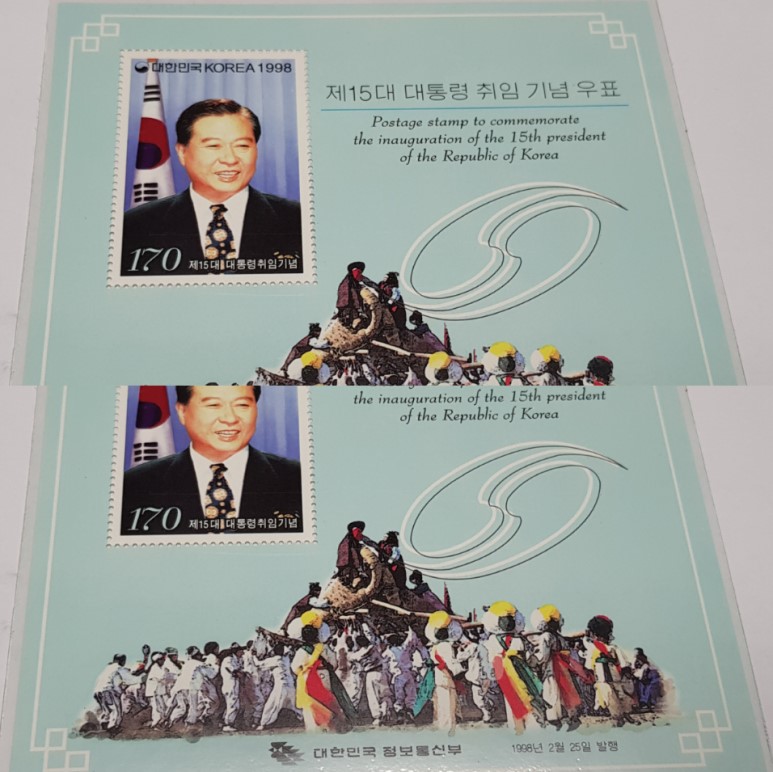 대한민국 KOREA 1998
제15대 대통령 취임 기념 우표
Postage stamp to commemorate
the inauguration of the 15th president
of the Republic of Korea
170 제15대 대통령취임기념
the inauguration of the 15th president
of the Republic of Korea
170 제15대 대통령취임기념
대한민국 정보통신부
1998년 2월 25일 발행